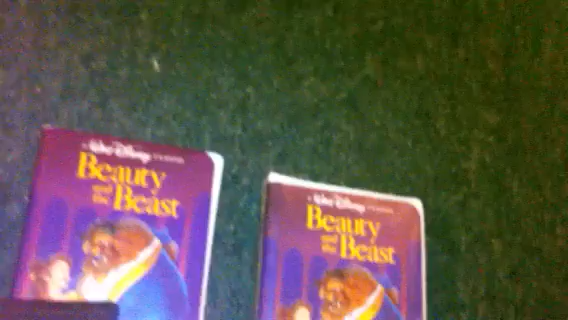 Walt Disney
Beauty
and the
Beast
Walt Disney
Beauty
and the
Beast